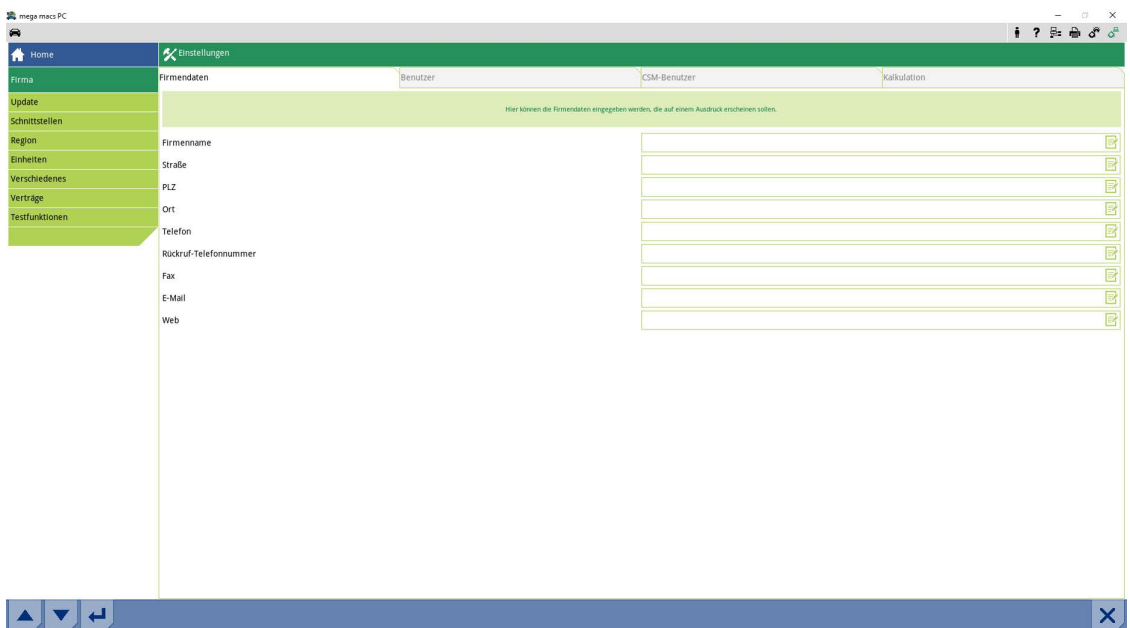 mega macs PC
Home
Einstellungen
Firma
Update
Schnittstellen
Region
Einheiten
Verschiedenes
Verträge
Testfunktionen
Firmendaten
Benutzer
CSM-Benutzer
Kalkulation
Hier können die Firmendaten eingegeben werden, die auf einem Ausdruck erscheinen sollen.
Firmenname
Straße
PLZ
Ort
Telefon
Rückruf-Telefonnummer
Fax
E-Mail
Web